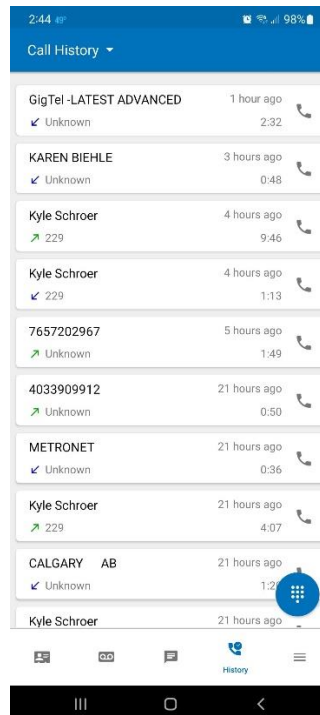 2:44 49° 98%
Call History
GigTel -LATEST ADVANCED 1 hour ago
Unknown 2:32
KAREN BIEHLE 3 hours ago
Unknown 0:48
Kyle Schroer 4 hours ago
229 9:46
Kyle Schroer 4 hours ago
229 1:13
7657202967 5 hours ago
Unknown 1:49
4033909912 21 hours ago
Unknown 0:50
METRONET 21 hours ago
Unknown 0:36
Kyle Schroer 21 hours ago
229 4:07
CALGARY AB 21 hours ago
Unknown
Kyle Schroer 21 hours ago
History